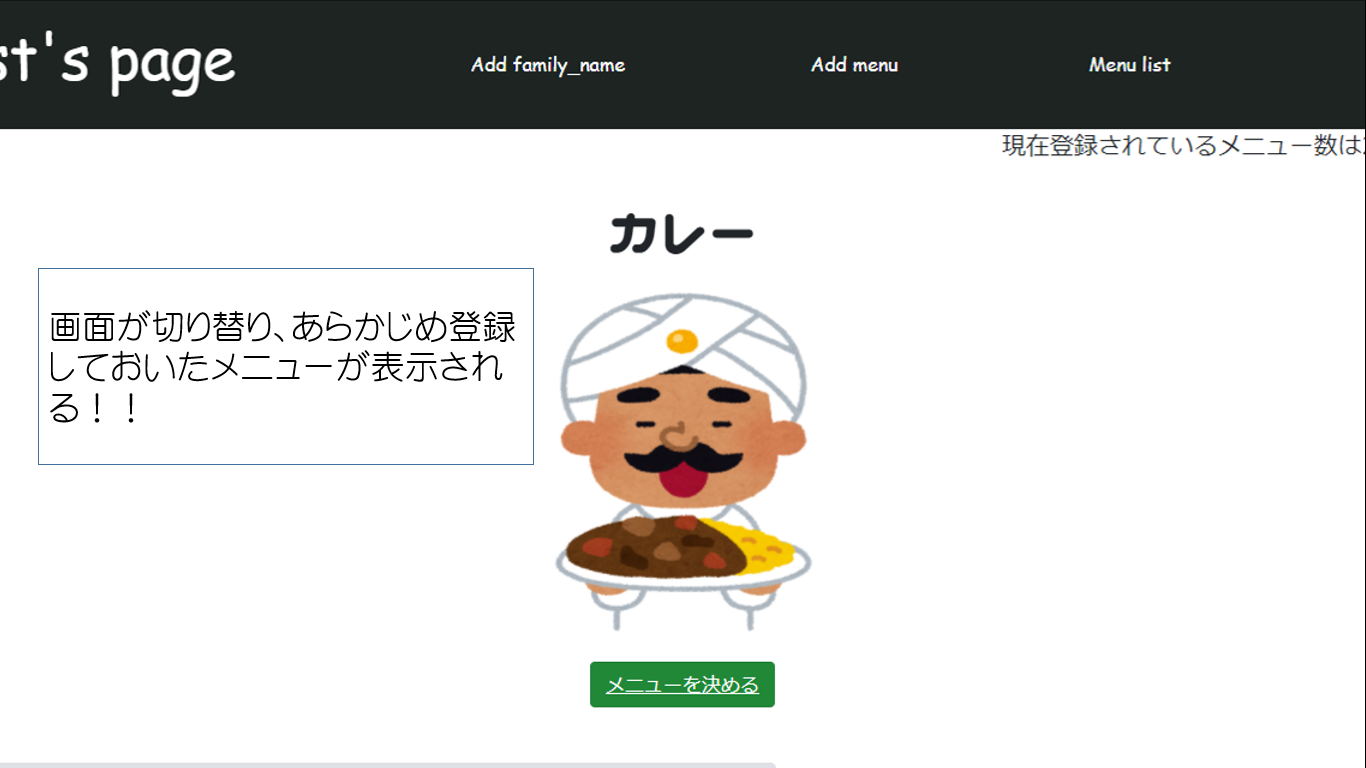 st's page
Add family_name
Add menu
Menu list
現在登録されているメニュー数は
カレー
画面が切り替り、あらかじめ登録
しておいたメニューが表示され
る！！
メニューを決める